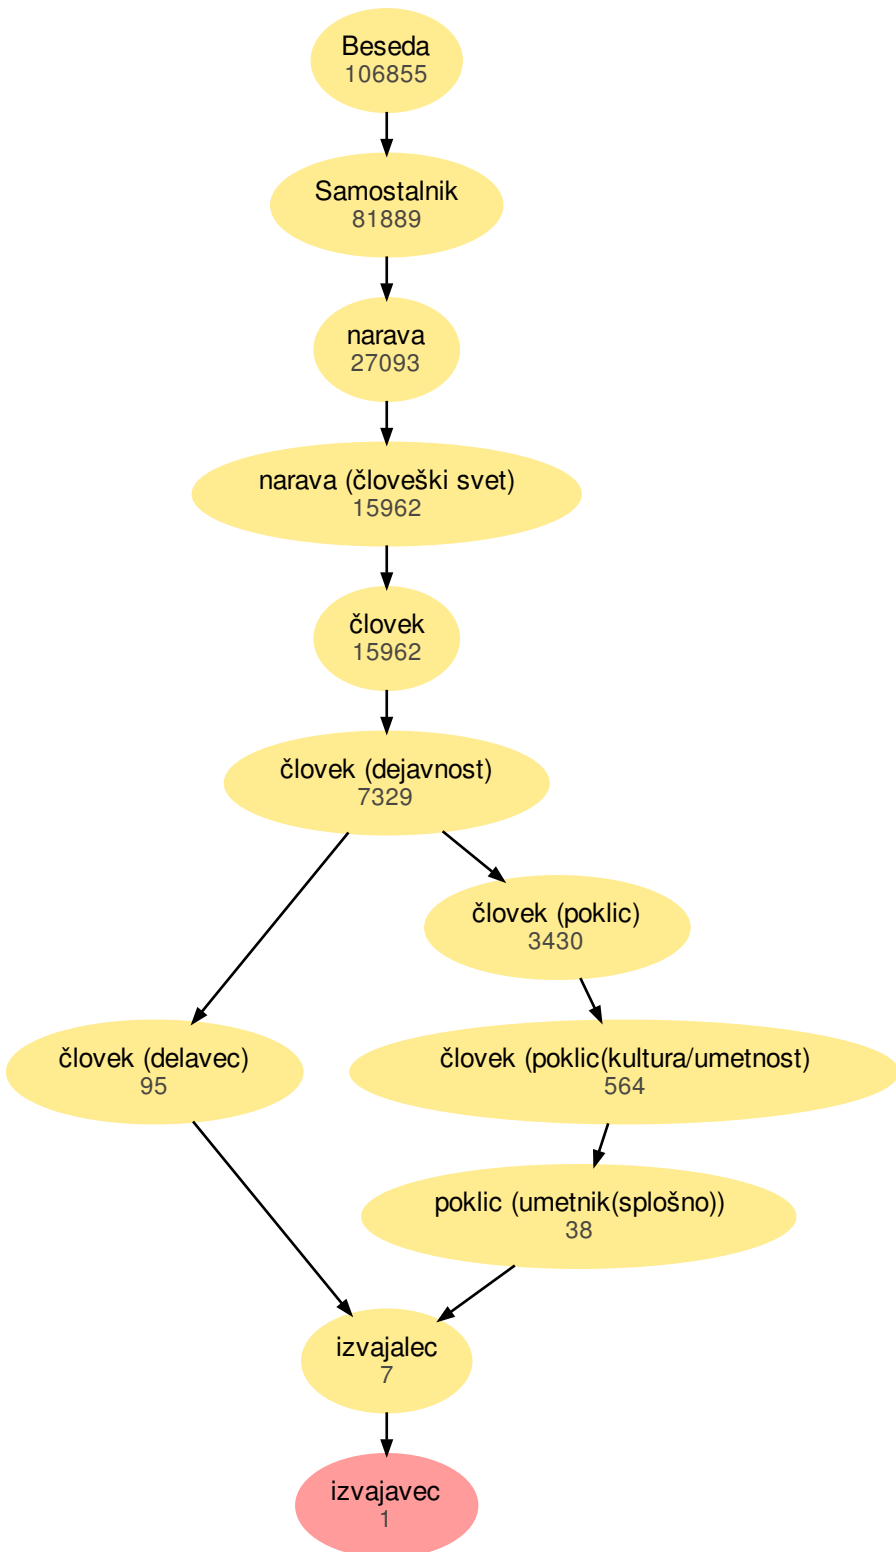 Beseda
106855
Samostalnik
81889
narava
27093
narava (človeški svet)
15962
človek
15962
človek (dejavnost)
7329
človek (poklic)
3430
človek (delavec)
95
človek (poklic(kultura/umetnost)
564
poklic (umetnik(splošno))
38
izvajalec
7
izvajavec
1